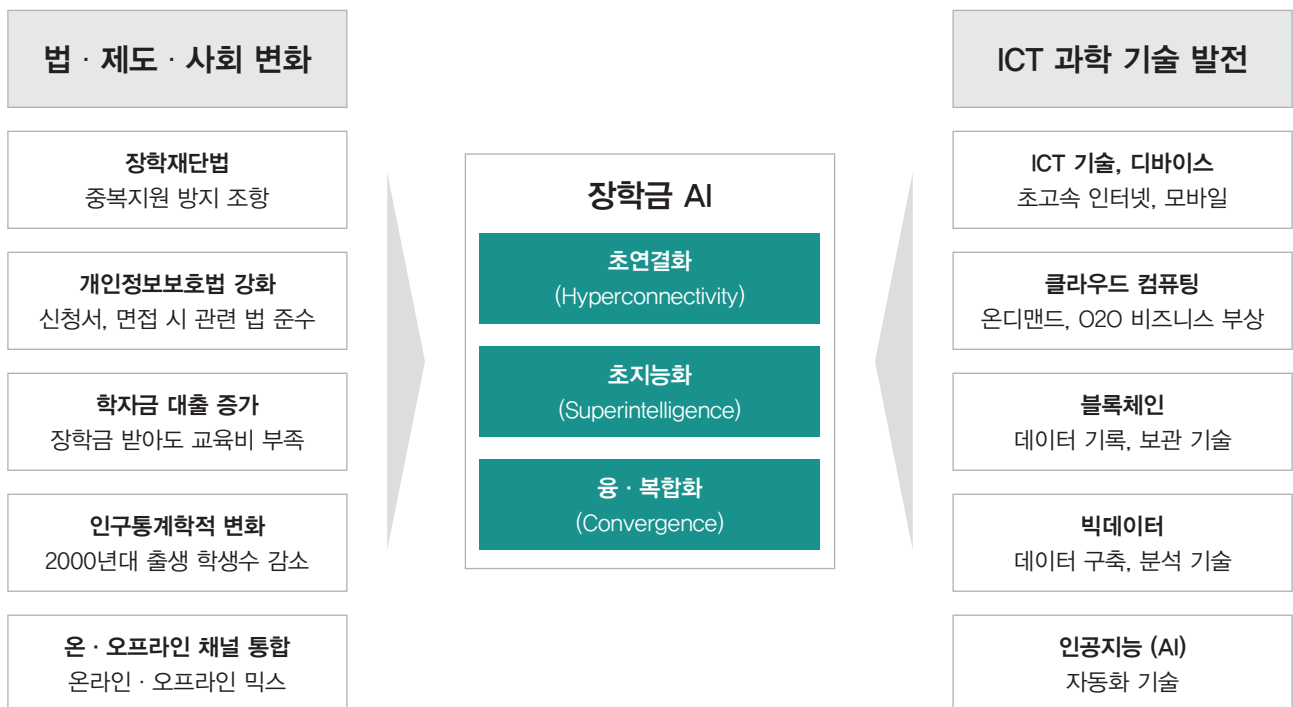 법 · 제도 · 사회 변화
장학재단법
중복지원 방지 조항
개인정보보호법 강화
신청서, 면접 시 관련 법 준수
학자금 대출 증가
장학금 받아도 교육비 부족
인구통계학적 변화
2000년대 출생 학생수 감소
온 · 오프라인 채널 통합
온라인 · 오프라인 믹스
장학금 AI
초연결화
(Hyperconnectivity)
초지능화
(Superintelligence)
융 · 복합화
(Convergence)
ICT 과학 기술 발전
ICT 기술, 디바이스
초고속 인터넷, 모바일
클라우드 컴퓨팅
온디맨드, O2O 비즈니스 부상
블록체인
데이터 기록, 보관 기술
빅데이터
데이터 구축, 분석 기술
인공지능 (AI)
자동화 기술